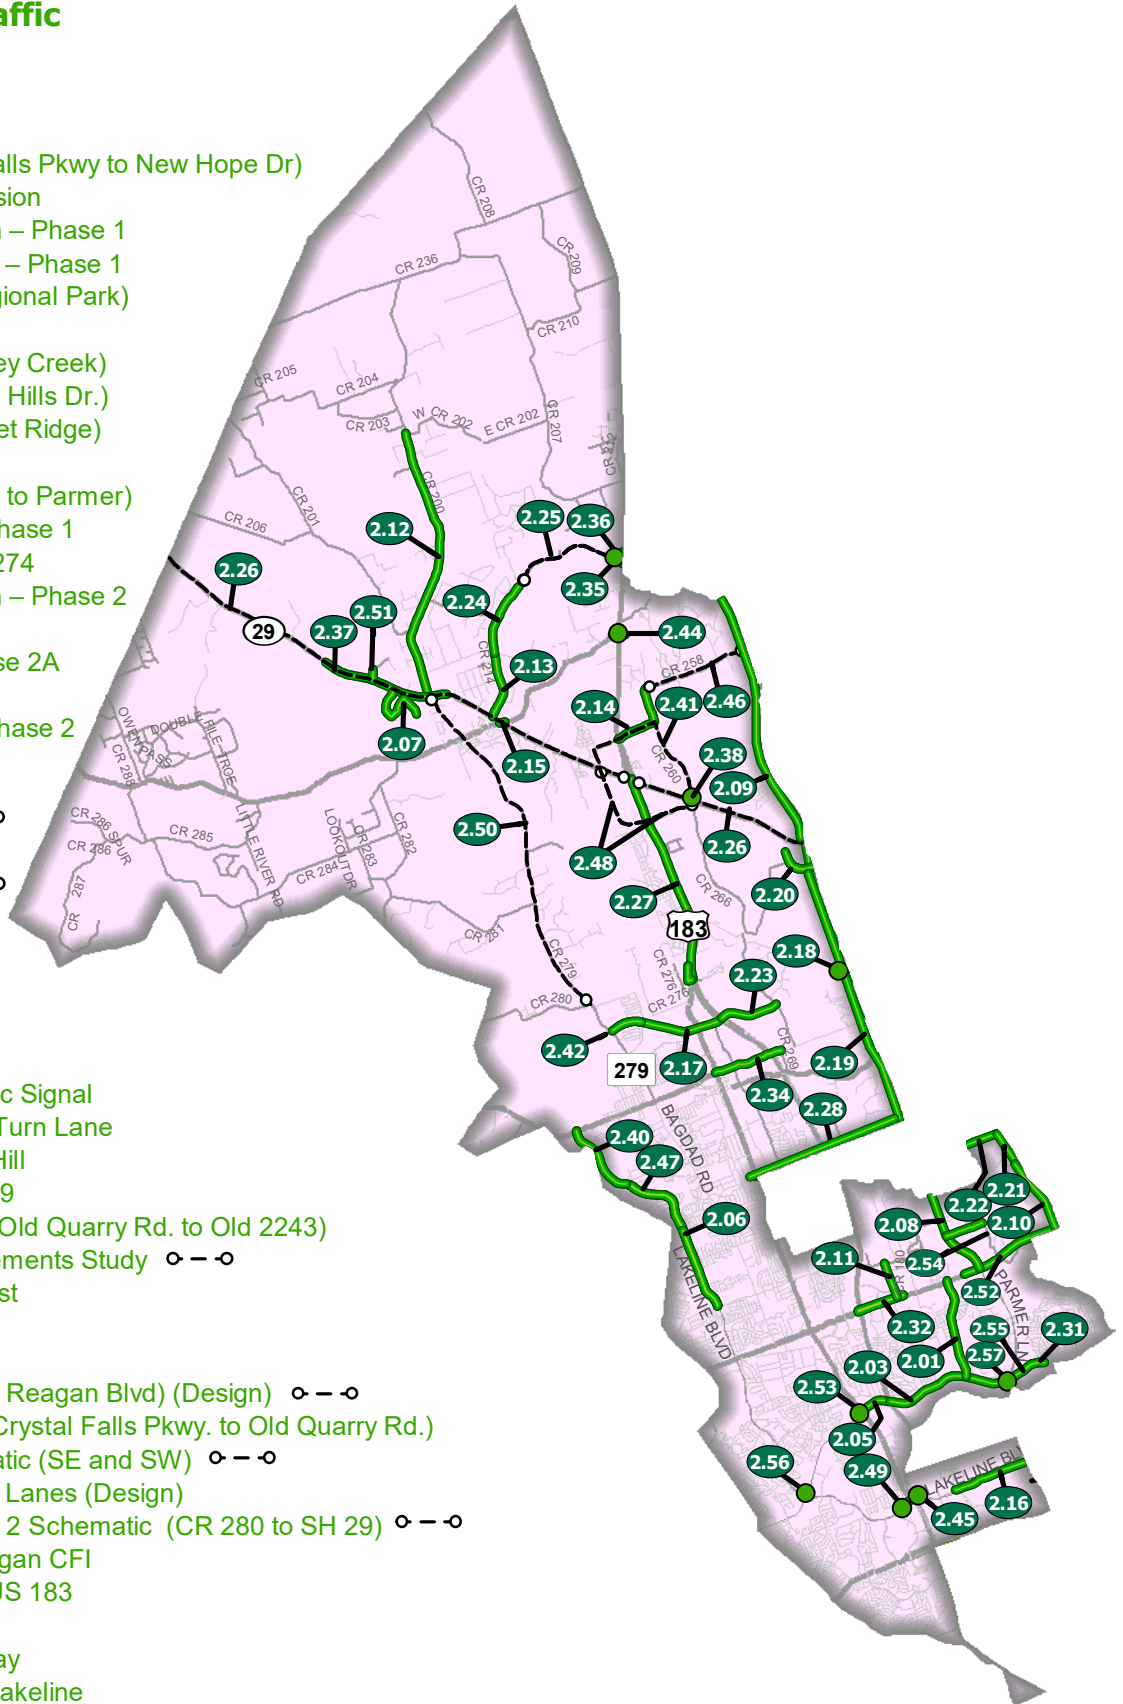 affic
alls Pkwy to New Hope Dr)
sion
n – Phase 1
– Phase 1
gional Park)
ey Creek)
Hills Dr.)
et Ridge)
to Parmer)
hase 1
274
n – Phase 2
se 2A
hase 2
c Signal
Turn Lane
Hill
9
Old Quarry Rd. to Old 2243)
ements Study
st
Reagan Blvd) (Design)
Crystal Falls Pkwy. to Old Quarry Rd.)
atic (SE and SW)
Lanes (Design)
2 Schematic (CR 280 to SH 29)
gan CFI
US 183
ay
akeline
CR 208
CR 209
CR 236
CR 210
CR 205
CR 204
CR 203
W CR 202
E CR 202
CR 207
CR 212
CR 200
CR 201
CR 206
2.12
2.25
2.36
2.35
2.26
29
2.37
2.51
2.24
2.44
CR 214
2.13
CR 258
2.14
2.41
2.46
2.07
2.15
CR 260
2.38
2.09
OWEN PASS
DOUBLE FILE TRCE
CR 288
2.50
2.48
2.26
CR 286 SPUR
CR 286
CR 285
LITTLE RIVER RD
LOOKOUT DR
CR 283
CR 282
CR 284
CR 287
CR 281
2.27
CR 266
2.20
183
2.18
CR 279
CR 276
CR 276
2.23
CR 280
2.42
279
2.17
CR 269
2.19
2.34
2.28
BAGDAD RD
2.40
2.47
2.06
LAKELINE BLVD
2.21
2.22
2.08
2.10
2.11
CR 180
2.54
2.52
PARMER LN
2.32
2.55
2.31
2.03
2.01
2.57
2.53
2.05
2.56
2.49
LAKELINE BLV
2.16
2.45